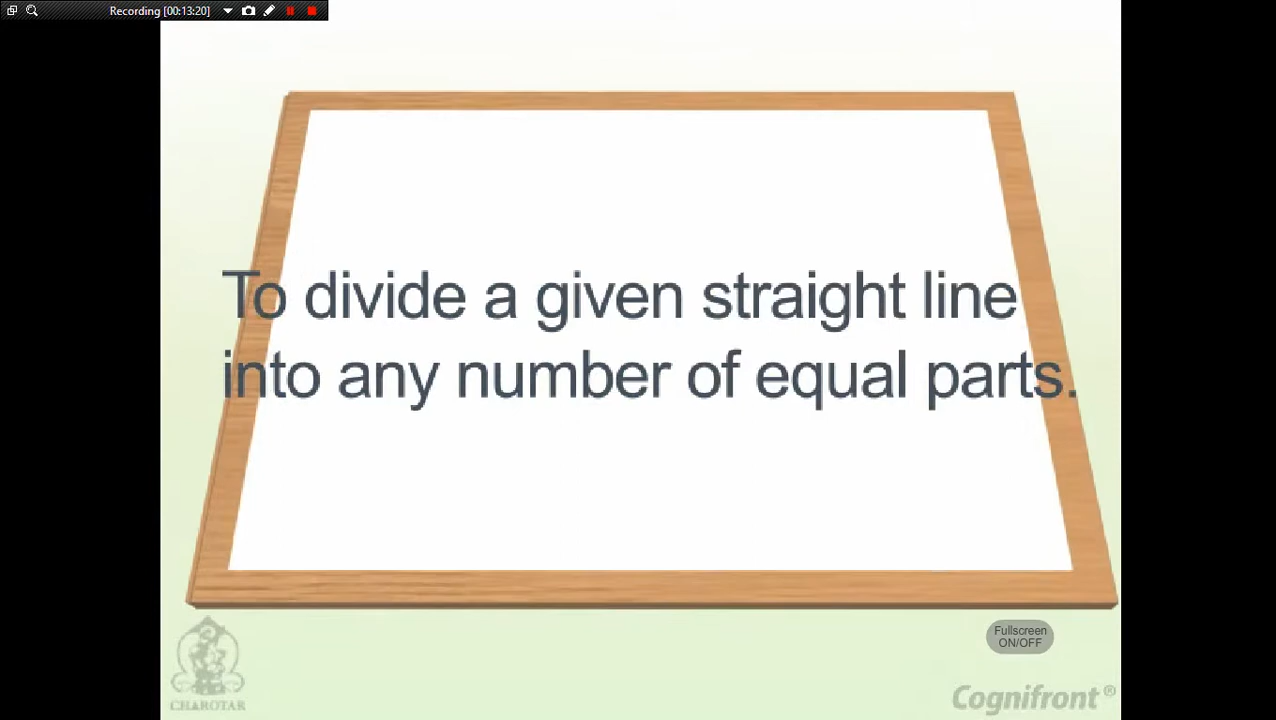 Recording [00:13:20]
To divide a given straight line
into any number of equal parts.
Fullscreen
ON/OFF
CHAROTAR
Cognifront®